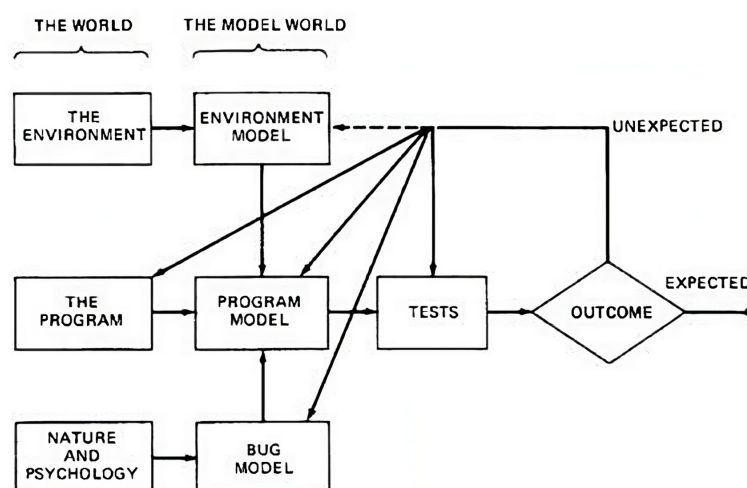 THE WORLD
THE MODEL WORLD
THE
ENVIRONMENT
ENVIRONMENT
MODEL
UNEXPECTED
THE
PROGRAM
PROGRAM
MODEL
TESTS
OUTCOME
EXPECTED
NATURE
AND
PSYCHOLOGY
BUG
MODEL